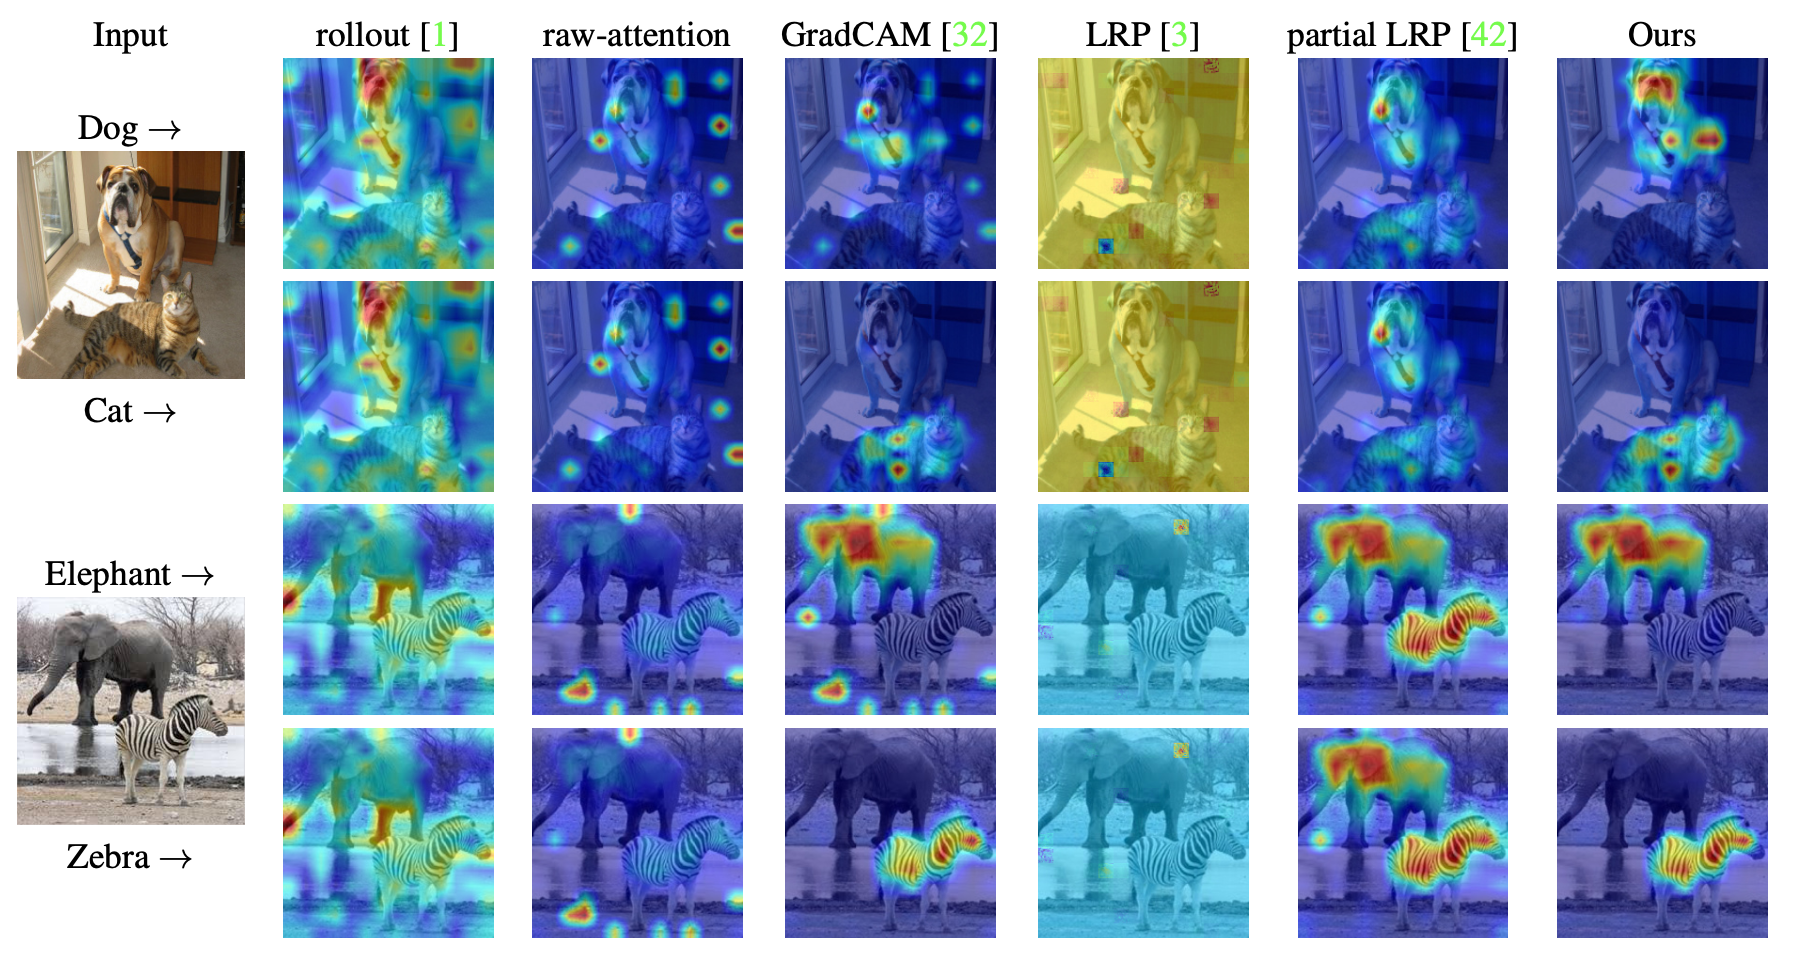 Input rollout [1] raw-attention GradCAM [32] LRP [3] partial LRP [42] Ours
Dog →
Cat →
Elephant →
Zebra →